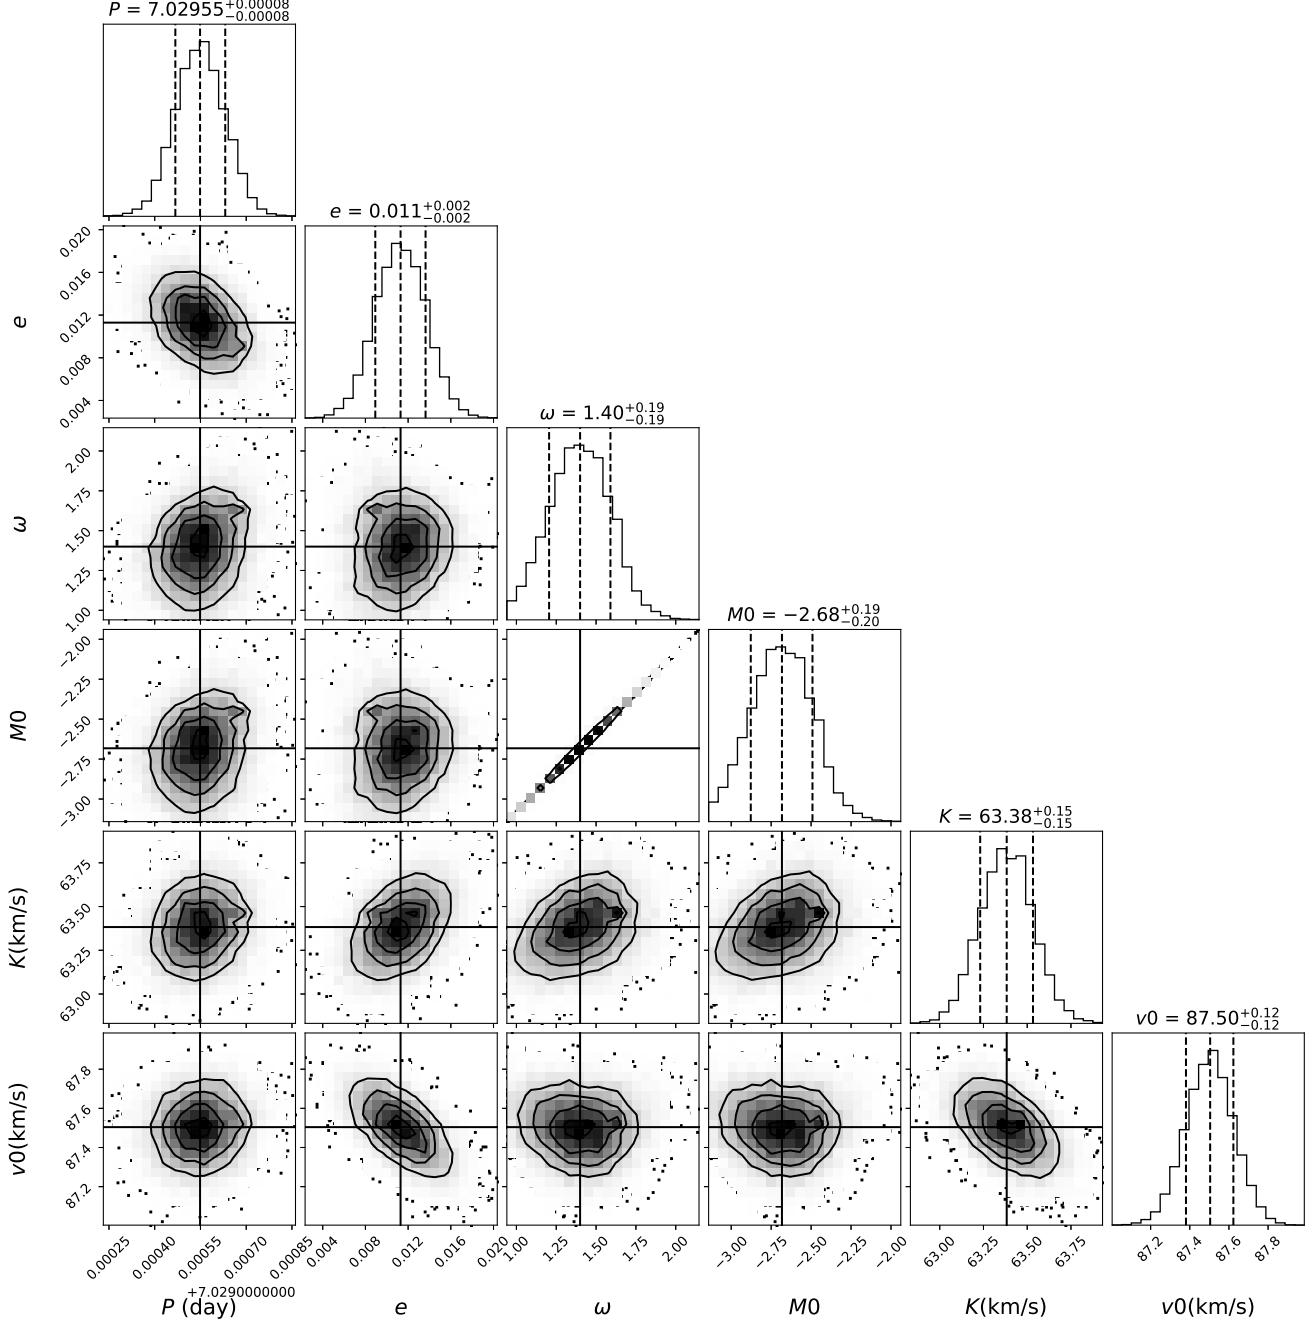 P = 7.02955+0.00008−0.00008
e = 0.011+0.002−0.002
ω = 1.40+0.19−0.19
M0 = −2.68+0.19−0.20
K = 63.38+0.15−0.15
v0 = 87.50+0.12−0.12
e
0.020
0.016
0.012
0.008
0.004
ω
2.00
1.75
1.50
1.25
1.00
M0
−2.00
−2.25
−2.50
−2.75
−3.00
K(km/s)
63.75
63.50
63.25
63.00
v0(km/s)
87.8
87.6
87.4
87.2
0.00025 0.00040 0.00055 0.00070 0.00085
+7.0290000000
P (day)
0.004 0.008 0.012 0.016 0.020
e
1.00 1.25 1.50 1.75 2.00
ω
−3.00 −2.75 −2.50 −2.25 −2.00
M0
63.00 63.25 63.50 63.75
K(km/s)
87.2 87.4 87.6 87.8
v0(km/s)